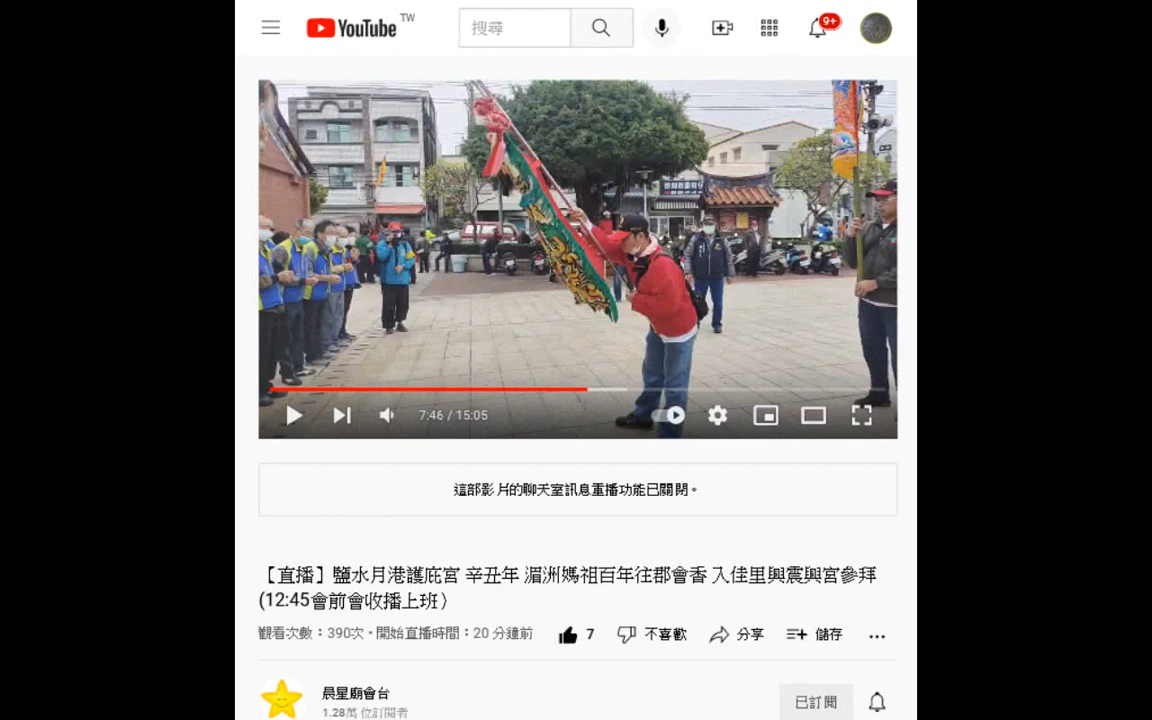 YouTube TW
搜尋
9+
7:46 / 15:05
這部影片的聊天室訊息重播功能已關閉。
【直播】鹽水月港護庇宮 辛丑年 湄洲媽祖百年往郡會香 入佳里興震興宮參拜
(12:45會前會收播上班）
觀看次數：390次 • 開始直播時間：20 分鐘前
7
不喜歡
分享
儲存
晨星廟會台
1.28萬 位訂閱者
已訂閱